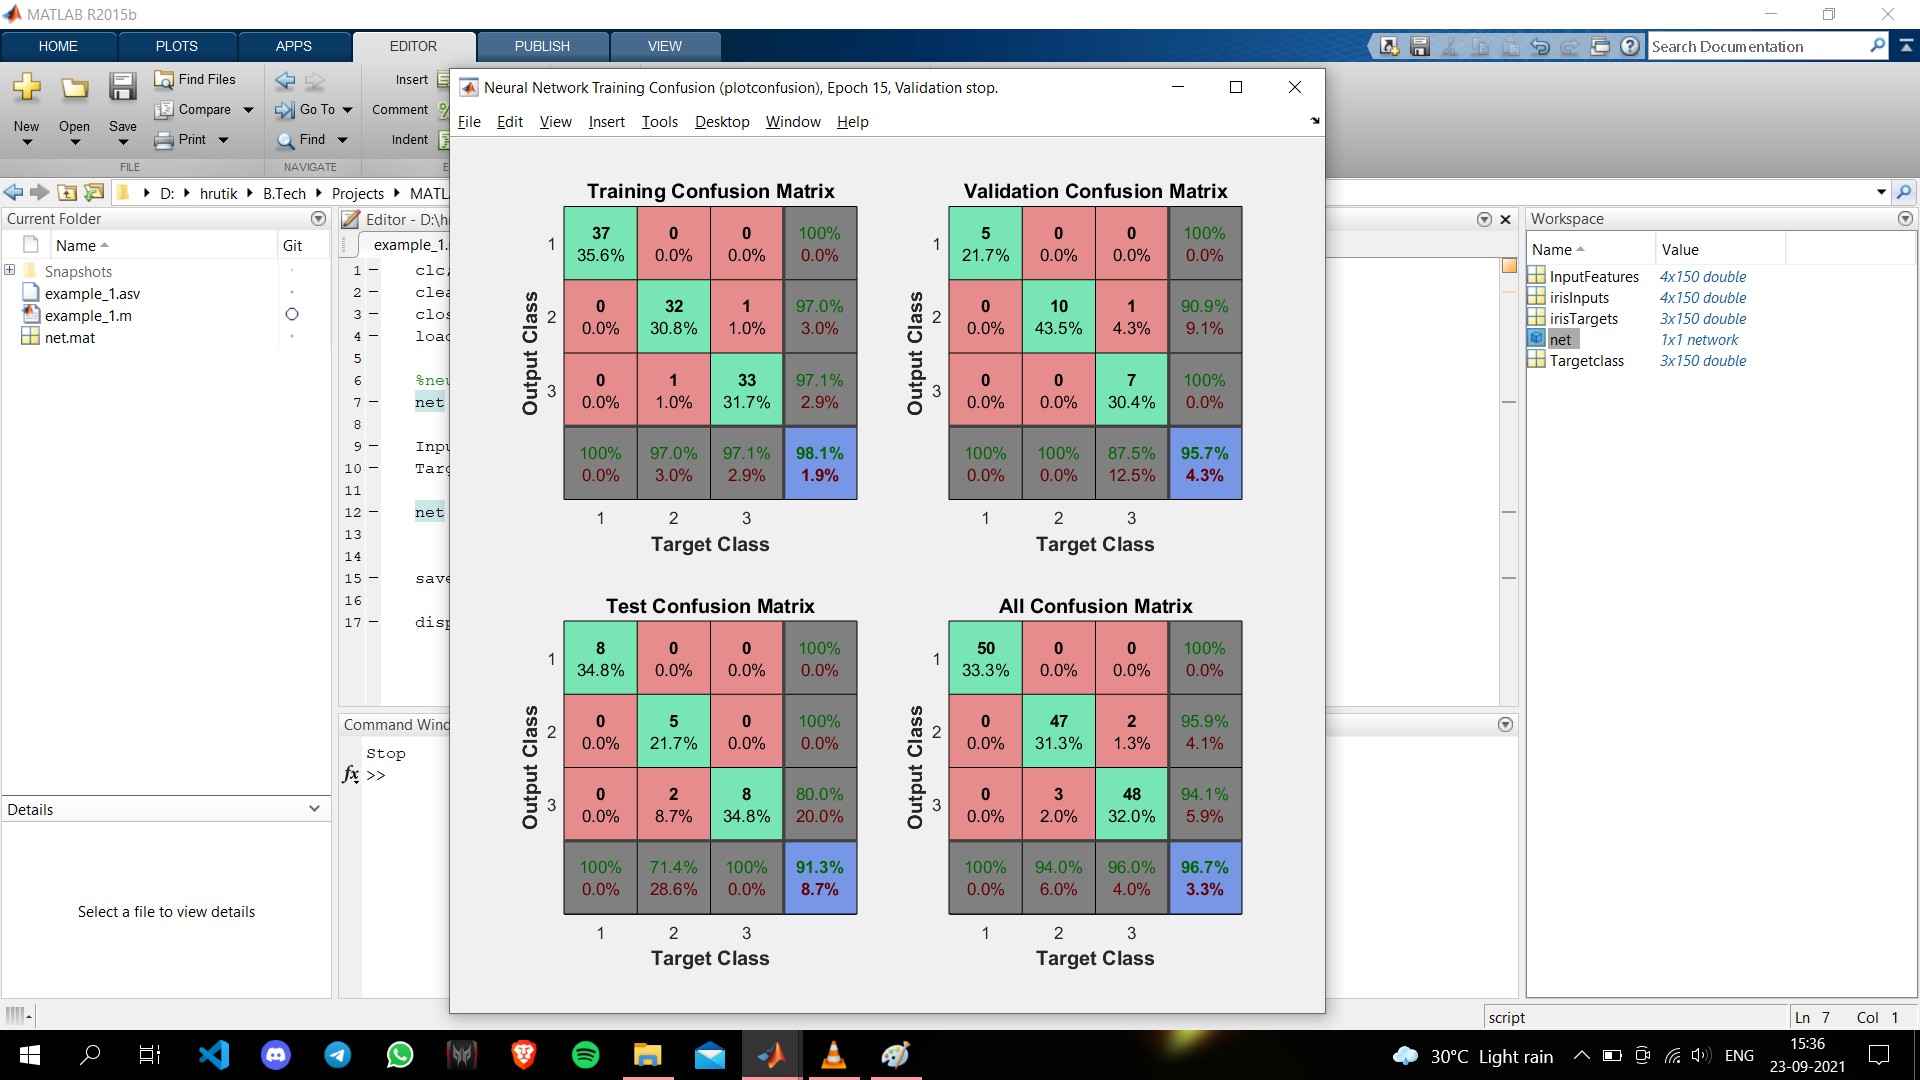 MATLAB R2015b
HOME PLOTS APPS EDITOR PUBLISH VIEW
Search Documentation
New Open Save
Find Files
Compare
Print
FILE
Go To
Find
NAVIGATE
Insert
Comment
Indent
D: hrutik B.Tech Projects
Current Folder
Name Git
Snapshots
example_1.asv
example_1.m
net.mat
Details
Select a file to view details
Editor - D:\h
example_1.
1
2
3
4
5
6 %neu
7 net
8
9
10
11
12 net
13
14
15 save
16
17 disp
Stop
fx >>
Neural Network Training Confusion (plotconfusion), Epoch 15, Validation stop.
File Edit View Insert Tools Desktop Window Help
Training Confusion Matrix
Output Class
1 37 0 0 100%
35.6% 0.0% 0.0% 0.0%
2 0 32 1 97.0%
0.0% 30.8% 1.0% 3.0%
3 0 1 33 97.1%
0.0% 1.0% 31.7% 2.9%
100% 97.0% 97.1% 98.1%
0.0% 3.0% 2.9% 1.9%
1 2 3
Target Class
Validation Confusion Matrix
Output Class
1 5 0 0 100%
21.7% 0.0% 0.0% 0.0%
2 0 10 1 90.9%
0.0% 43.5% 4.3% 9.1%
3 0 0 7 100%
0.0% 0.0% 30.4% 0.0%
100% 100% 87.5% 95.7%
0.0% 0.0% 12.5% 4.3%
1 2 3
Target Class
Test Confusion Matrix
Output Class
1 8 0 0 100%
34.8% 0.0% 0.0% 0.0%
2 0 5 0 100%
0.0% 21.7% 0.0% 0.0%
3 0 2 8 80.0%
0.0% 8.7% 34.8% 20.0%
100% 71.4% 100% 91.3%
0.0% 28.6% 0.0% 8.7%
1 2 3
Target Class
All Confusion Matrix
Output Class
1 50 0 0 100%
33.3% 0.0% 0.0% 0.0%
2 0 47 2 95.9%
0.0% 31.3% 1.3% 4.1%
3 0 3 48 94.1%
0.0% 2.0% 32.0% 5.9%
100% 94.0% 96.0% 96.7%
0.0% 6.0% 4.0% 3.3%
1 2 3
Target Class
Workspace
Name Value
InputFeatures 4x150 double
irisInputs 4x150 double
irisTargets 3x150 double
net 1x1 network
Targetclass 3x150 double
script Ln 7 Col 1
30°C Light rain ENG
15:36
23-09-2021